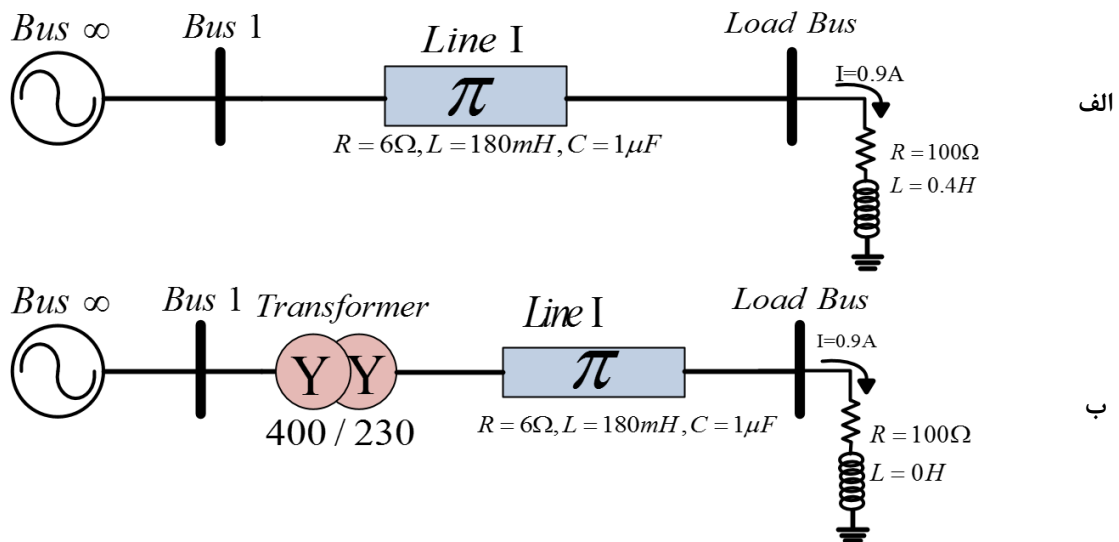 Bus ∞
Bus 1
Line I
Load Bus
I=0.9A
π
الف
R = 6Ω, L = 180mH, C = 1μF
R = 100Ω
L = 0.4H
Bus ∞
Bus 1
Transformer
Line I
Load Bus
I=0.9A
Y Y
π
400 / 230
R = 6Ω, L = 180mH, C = 1μF
R = 100Ω
ب
L = 0H